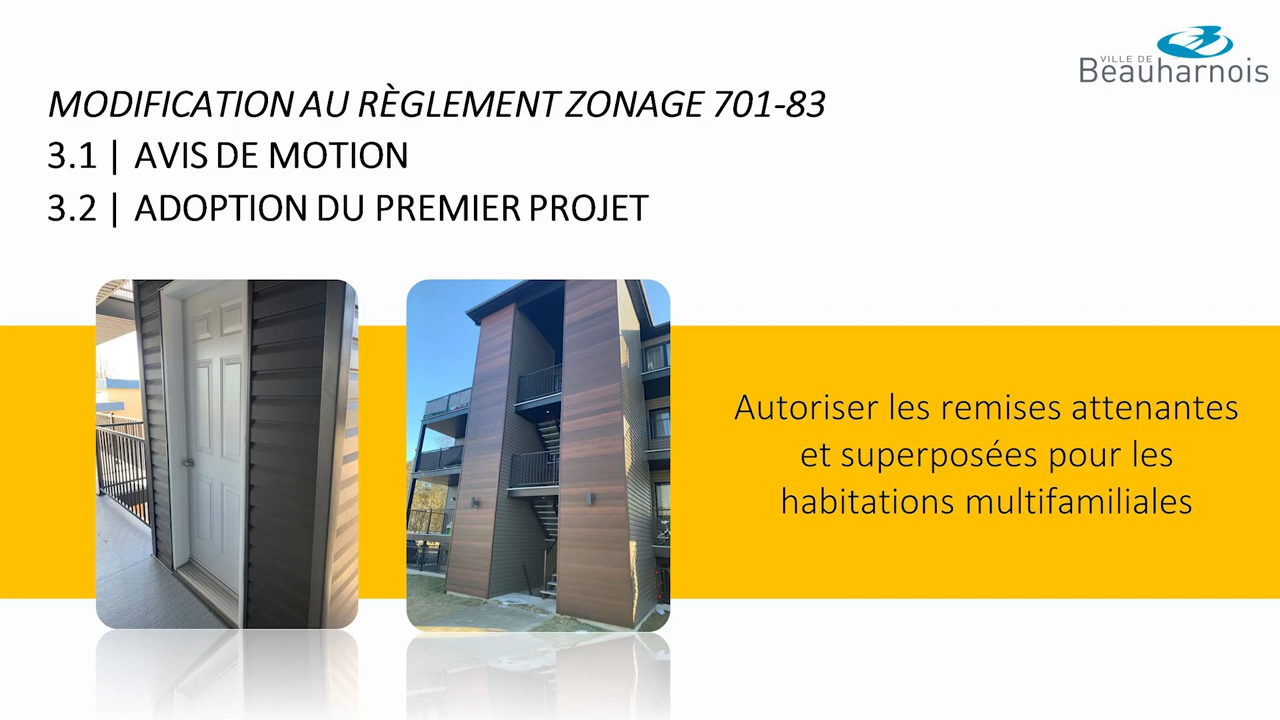 VILLE DE
Beauharnois
MODIFICATION AU RÈGLEMENT ZONAGE 701-83
3.1 | AVIS DE MOTION
3.2 | ADOPTION DU PREMIER PROJET
Autoriser les remises attenantes
et superposées pour les
habitations multifamiliales